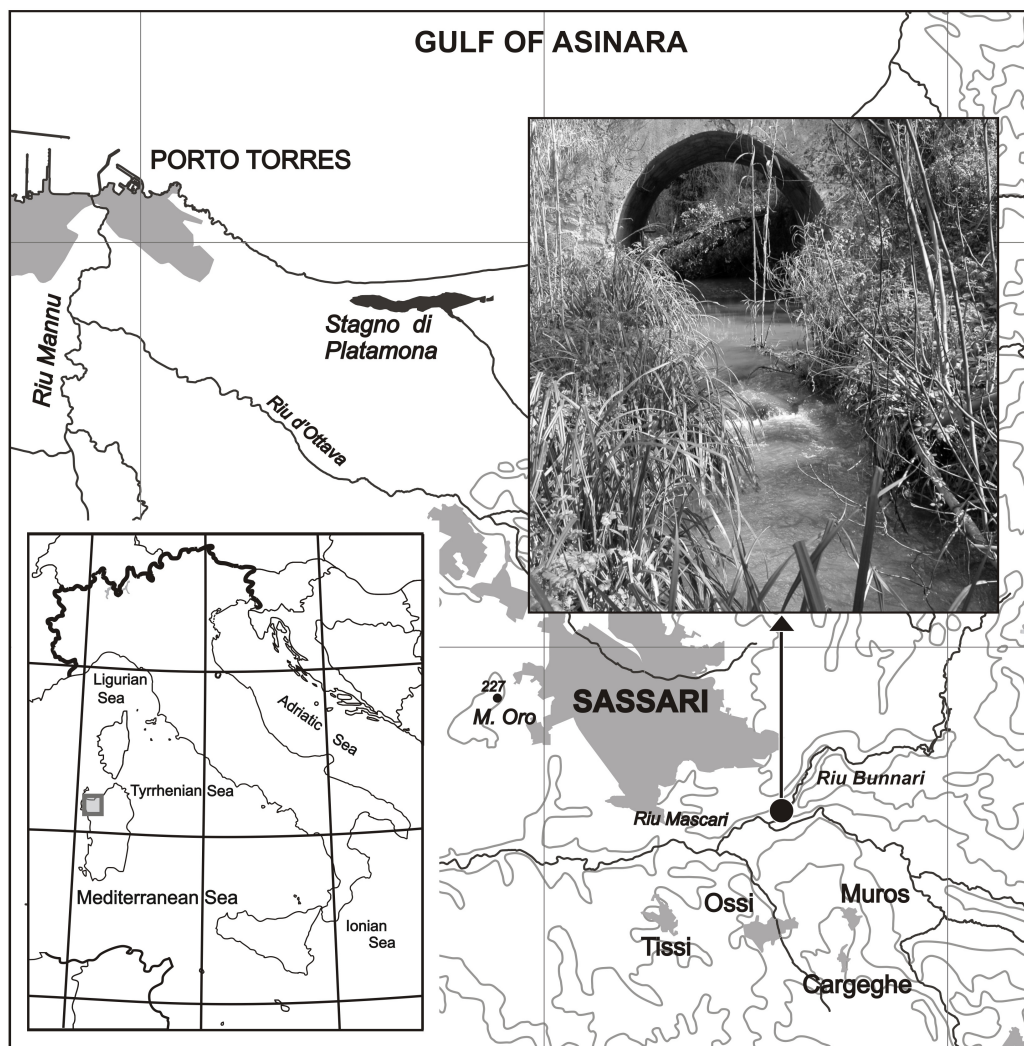 GULF OF ASINARA
PORTO TORRES
Riu Mannu
Stagno di
Platamona
Riu d'Ottava
Ligurian
Sea
Adriatic Sea
Tyrrhenian Sea
Mediterranean Sea
Ionian
Sea
227
M. Oro
SASSARI
Riu Bunnari
Riu Mascari
Ossi
Muros
Tissi
Cargeghe